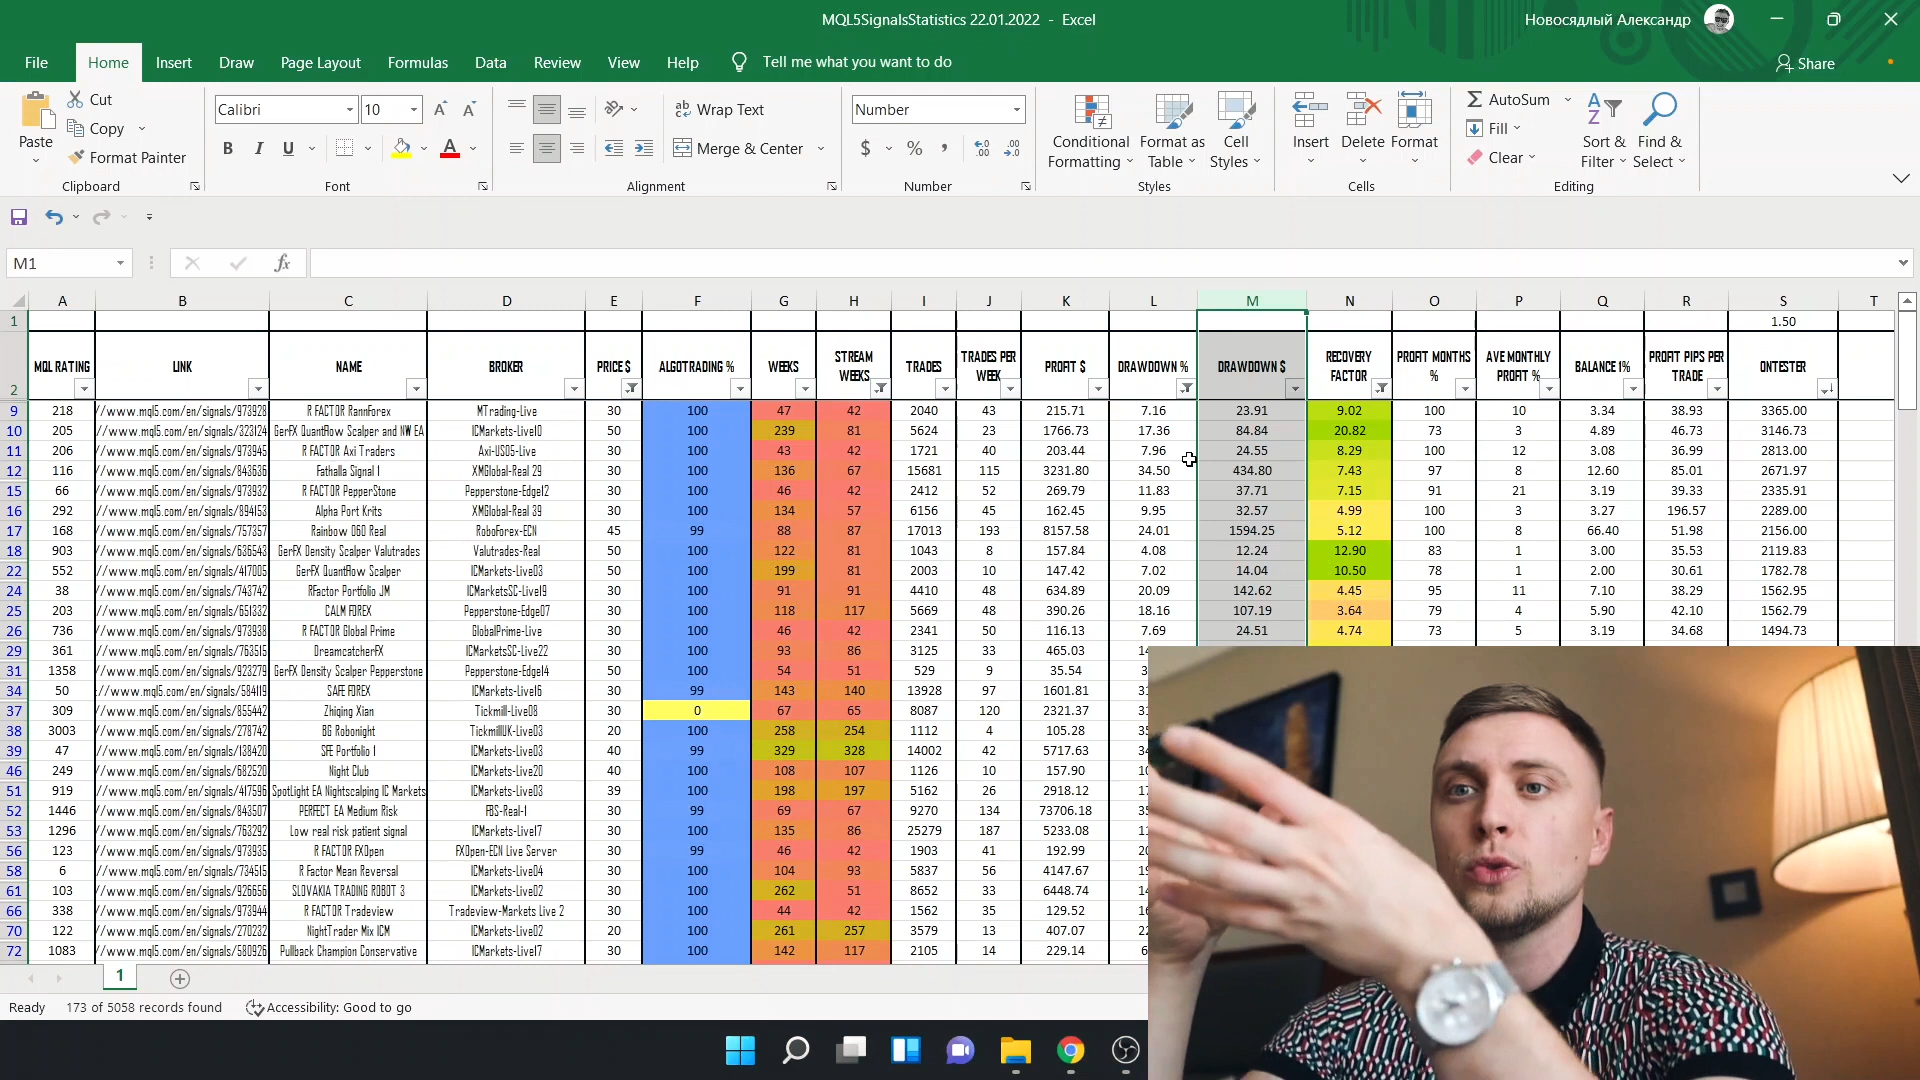 MQL5SignalsStatistics 22.01.2022 - Excel
Новосядлый Александр
File Home Insert Draw Page Layout Formulas Data Review View Help Tell me what you want to do Share
Cut
Copy
Format Painter
Paste
Clipboard
Calibri 10
B I U A
Font
Wrap Text
Merge & Center
Alignment
Number
$ % ,
Number
Conditional Formatting
Format as Table
Cell Styles
Styles
Insert Delete Format
Cells
AutoSum
Fill
Clear
Sort & Filter
Find & Select
Editing
M1 fx
A B C D E F G H I J K L M N O P Q R S T
1 1.50
2 MQL RATING LINK NAME BROKER PRICE $ ALGOTRADING % WEEKS STREAM WEEKS TRADES TRADES PER WEEK PROFIT $ DRAWDOWN % DRAWDOWN $ RECOVERY FACTOR PROFIT MONTHS % AVE MONTHLY PROFIT % BALANCE 1% PROFIT PIPS PER TRADE ONTESTER
9 218 //www.mql5.com/en/signals/973928 R FACTOR RannForex MTrading-Live 30 100 47 42 2040 43 215.71 7.16 23.91 9.02 100 10 3.34 38.93 3365.00
10 205 //www.mql5.com/en/signals/323124 GerFX QuantFlow Scalper and NW EA ICMarkets-Live10 50 100 239 81 5624 23 1766.73 17.36 84.84 20.82 73 3 4.89 46.73 3146.73
11 206 //www.mql5.com/en/signals/973945 R FACTOR Axi Traders Axi-US05-Live 30 100 43 42 1721 40 203.44 7.96 24.55 8.29 100 12 3.08 36.99 2813.00
12 116 //www.mql5.com/en/signals/843636 Fathalla Signal 1 XMGlobal-Real 29 30 100 136 67 15681 115 3231.80 34.50 434.80 7.43 97 8 12.60 85.01 2671.97
15 66 //www.mql5.com/en/signals/973932 R FACTOR PepperStone Pepperstone-Edge12 30 100 46 42 2412 52 269.79 11.83 37.71 7.15 91 21 3.19 39.33 2335.91
16 292 //www.mql5.com/en/signals/894153 Alpha Port Krits XMGlobal-Real 39 30 100 134 57 6156 45 162.45 9.95 32.57 4.99 100 3 3.27 196.57 2289.00
17 168 //www.mql5.com/en/signals/757357 Rainbow 060 Real RoboForex-ECN 45 99 88 87 17013 193 8157.58 24.01 1594.25 5.12 100 8 66.40 51.98 2156.00
18 903 //www.mql5.com/en/signals/636543 GerFX Density Scalper Valutrades Valutrades-Real 50 100 122 81 1043 8 157.84 4.08 12.24 12.90 83 1 3.00 35.53 2119.83
22 552 //www.mql5.com/en/signals/417005 GerFX QuantFlow Scalper ICMarkets-Live03 50 100 199 81 2003 10 147.42 7.02 14.04 10.50 78 1 2.00 30.61 1782.78
24 38 //www.mql5.com/en/signals/743742 RFactor Portfolio JM ICMarketsSC-Live19 30 100 91 91 4410 48 634.89 20.09 142.62 4.45 95 11 7.10 38.29 1562.95
25 203 //www.mql5.com/en/signals/651332 CALM FOREX Pepperstone-Edge07 30 100 118 117 5669 48 390.26 18.16 107.19 3.64 79 4 5.90 42.10 1562.79
26 736 //www.mql5.com/en/signals/973938 R FACTOR Global Prime GlobalPrime-Live 30 100 46 42 2341 50 116.13 7.69 24.51 4.74 73 5 3.19 34.68 1494.73
29 361 //www.mql5.com/en/signals/763515 DreamcatcherFX ICMarketsSC-Live22 30 100 93 86 3125 33 465.03
31 1358 //www.mql5.com/en/signals/923279 GerFX Density Scalper Pepperstone Pepperstone-Edge14 50 100 54 51 529 9 35.54
34 50 ://www.mql5.com/en/signals/584119 SAFE FOREX ICMarkets-Live16 30 99 143 140 13928 97 1601.81
37 309 //www.mql5.com/en/signals/855442 Zhiqing Xian Tickmill-Live08 30 0 67 65 8087 120 2321.37
38 3003 //www.mql5.com/en/signals/278742 BG Robonight TickmillUK-Live03 20 100 258 254 1112 4 105.28
39 47 //www.mql5.com/en/signals/138420 SFE Portfolio 1 ICMarkets-Live03 40 99 329 328 14002 42 5717.63
46 249 //www.mql5.com/en/signals/682520 Night Club ICMarkets-Live20 40 100 108 107 1126 10 157.90
51 919 //www.mql5.com/en/signals/417596 SpotLight EA Nightscalping IC Markets ICMarkets-Live03 39 100 198 197 5162 26 2918.12
52 1446 //www.mql5.com/en/signals/843507 PERFECT EA Medium Risk FBS-Real-1 30 99 69 67 9270 134 73706.18
53 1296 //www.mql5.com/en/signals/763292 Low real risk patient signal ICMarkets-Live17 30 100 135 86 25279 187 5233.08
56 123 //www.mql5.com/en/signals/973935 R FACTOR FXOpen FXOpen-ECN Live Server 30 99 46 42 1903 41 192.99
58 6 //www.mql5.com/en/signals/734515 R Factor Mean Reversal ICMarkets-Live04 30 100 104 93 5837 56 4147.67
61 103 //www.mql5.com/en/signals/926656 SLOVAKIA TRADING ROBOT 3 ICMarkets-Live02 30 100 262 51 8652 33 6448.74
66 338 //www.mql5.com/en/signals/973944 R FACTOR Tradeview Tradeview-Markets Live 2 30 100 44 42 1562 35 129.52
70 122 //www.mql5.com/en/signals/270232 NightTrader Mix ICM ICMarkets-Live02 20 100 261 257 3579 13 407.07
72 1083 //www.mql5.com/en/signals/580926 Pullback Champion Conservative ICMarkets-Live17 30 100 142 117 2105 14 229.14
1
Ready 173 of 5058 records found Accessibility: Good to go